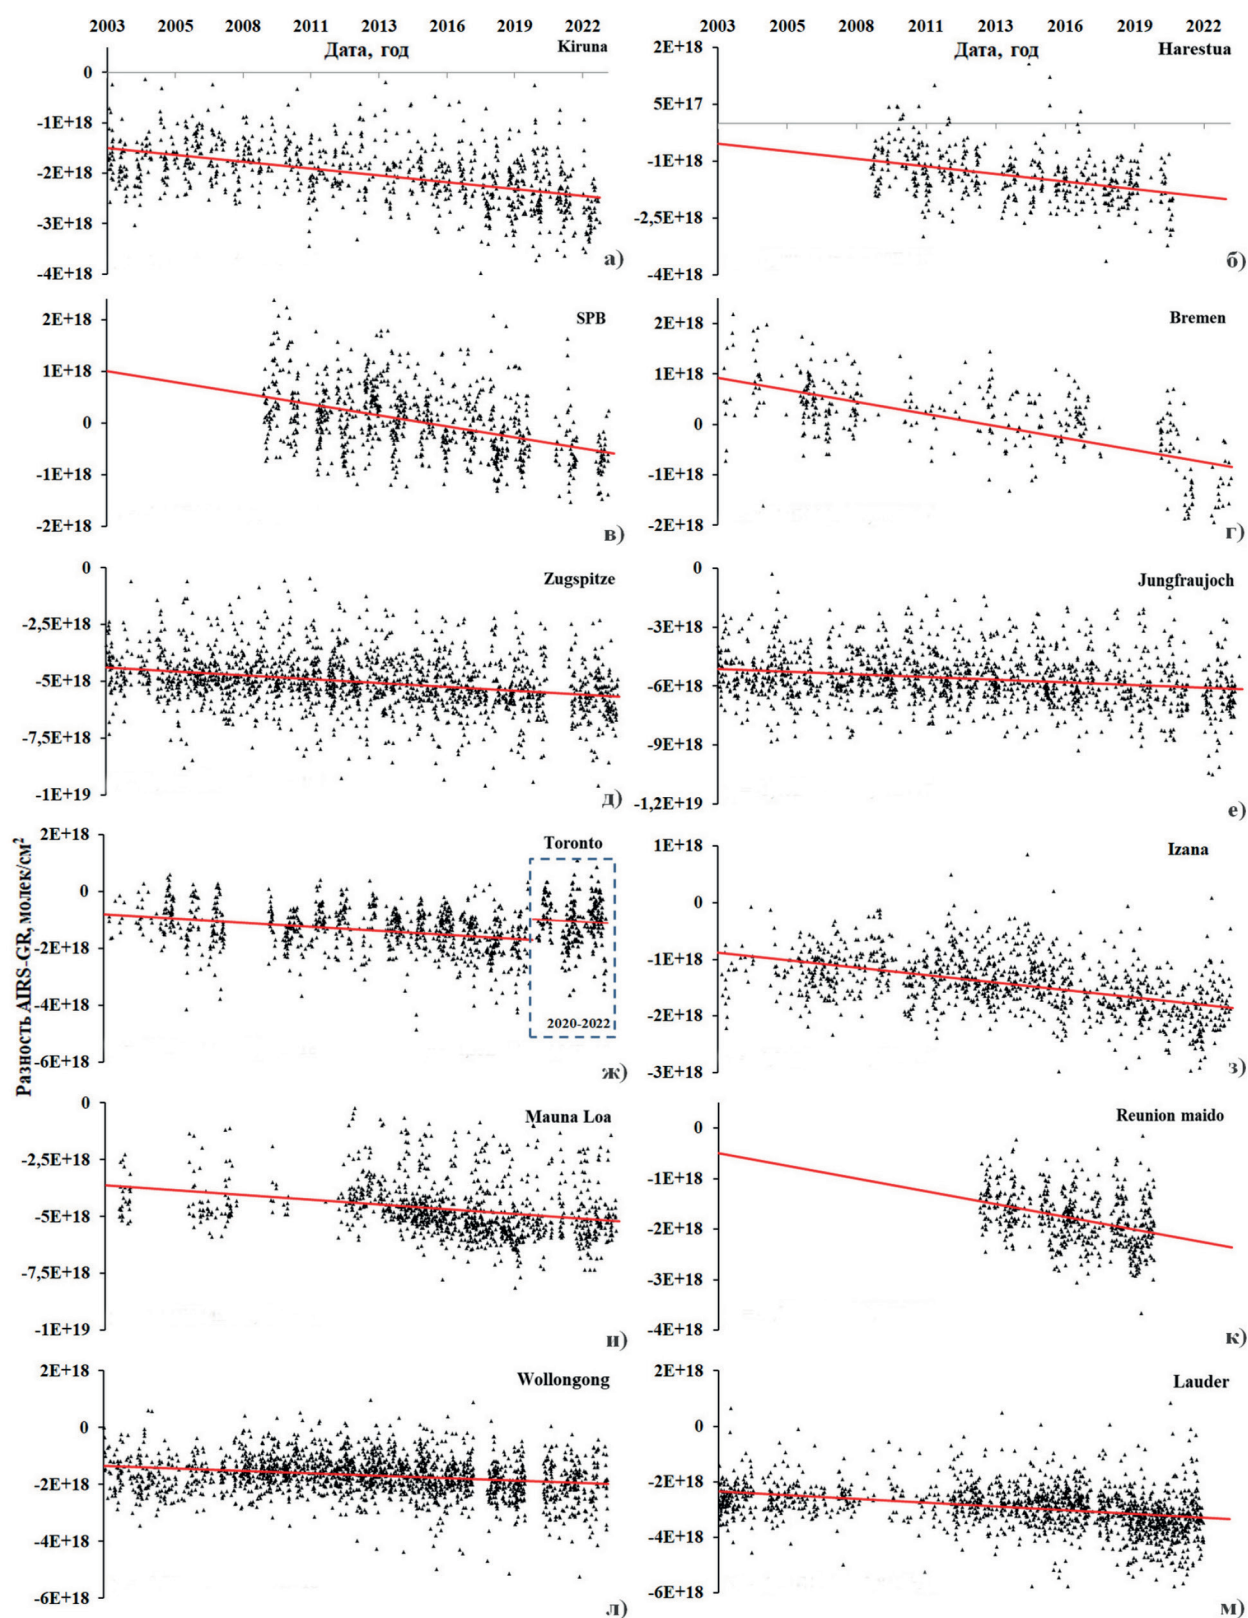 2003 2005 2008 2011 2013 2016 2019 2022
Дата, год
Kiruna
0
-1E+18
-2E+18
-3E+18
-4E+18
а)
2003 2005 2008 2011 2013 2016 2019 2022
Дата, год
Harestua
2E+18
5E+17
-1E+18
-2,5E+18
-4E+18
б)
SPB
2E+18
1E+18
0
-1E+18
-2E+18
в)
Bremen
2E+18
1E+18
0
-1E+18
-2E+18
г)
Zugspitze
0
-2,5E+18
-5E+18
-7,5E+18
-1E+19
д)
Jungfraujoch
0
-3E+18
-6E+18
-9E+18
-1,2E+19
е)
Разность AIRS-GR, молек/см²
Toronto
2E+18
0
-2E+18
-4E+18
-6E+18
2020-2022
ж)
Izana
1E+18
0
-1E+18
-2E+18
-3E+18
з)
Mauna Loa
0
-2,5E+18
-5E+18
-7,5E+18
-1E+19
и)
Reunion maido
0
-1E+18
-2E+18
-3E+18
-4E+18
к)
Wollongong
2E+18
0
-2E+18
-4E+18
-6E+18
л)
Lauder
2E+18
0
-2E+18
-4E+18
-6E+18
м)